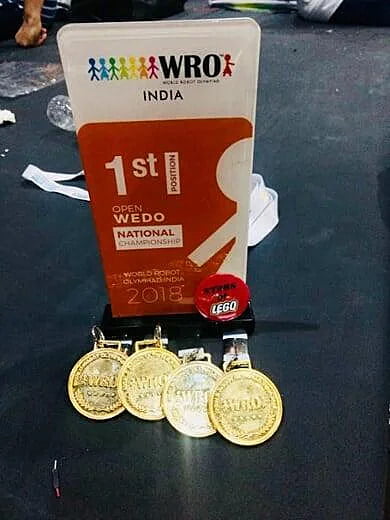 WRO
WORLD ROBOT OLYMPIAD
INDIA
1st
POSITION
OPEN
WEDO
NATIONAL
CHAMPIONSHIP
WORLD ROBOT
OLYMPIAD INDIA
2018
LEGO
WRO
WRO
WRO
WRO